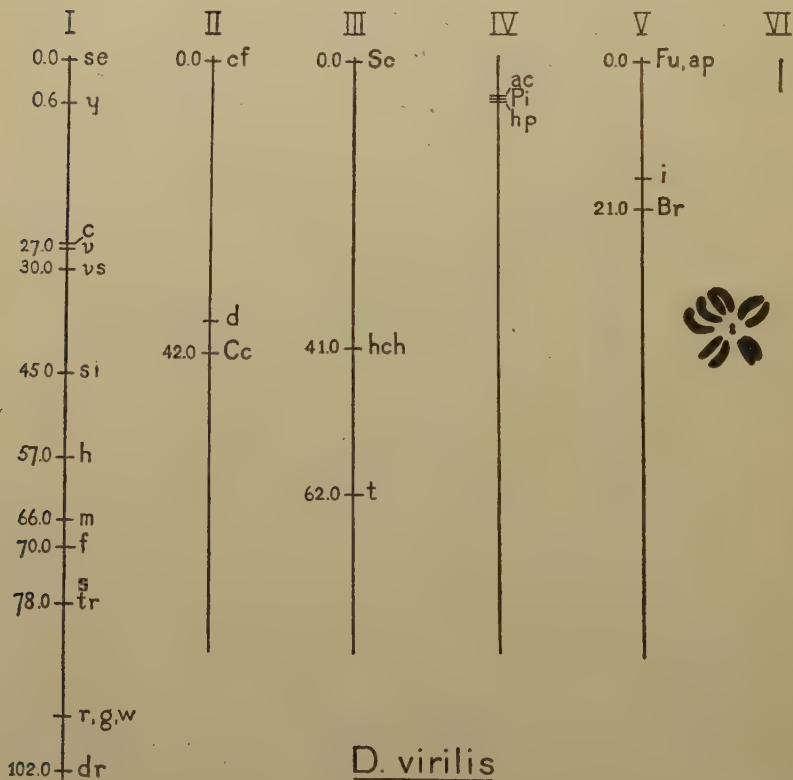 I II III IV V VI
0.0 se
0.6 y
c
27.0 v
30.0 vs
45.0 si
57.0 h
66.0 m
70.0 f
s
78.0 tr
r, g, w
102.0 dr
0.0 cf
d
42.0 Cc
0.0 Sc
41.0 hch
62.0 t
ac
Pi
hp
0.0 Fu, ap
i
21.0 Br
D. virilis